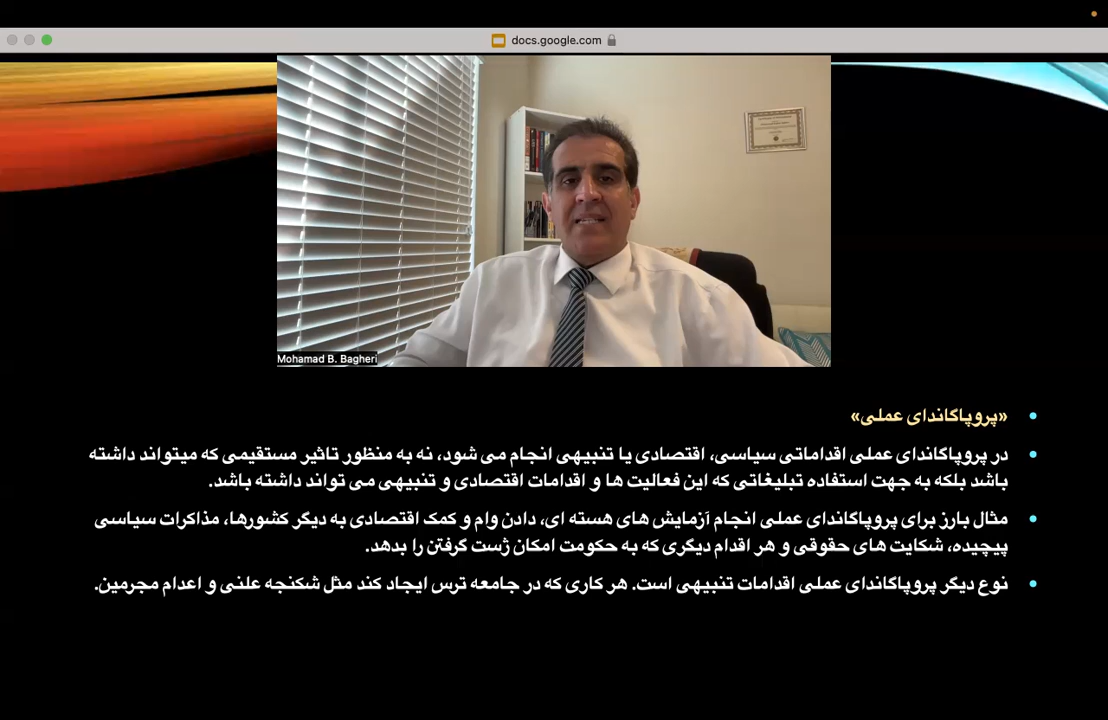 docs.google.com
Mohamad B. Bagheri
«پروپاگاندای عملی»
در پروپاگاندای عملی اقداماتی سیاسی، اقتصادی یا تنبیهی انجام می شود، نه به منظور تاثیر مستقیمی که میتواند داشته
باشد بلکه به جهت استفاده تبلیغاتی که این فعالیت ها و اقدامات اقتصادی و تنبیهی می تواند داشته باشد.
مثال بارز برای پروپاگاندای عملی انجام آزمایش های هسته ای، دادن وام و کمک اقتصادی به دیگر کشورها، مذاکرات سیاسی
پیچیده، شکایت های حقوقی و هر اقدام دیگری که به حکومت امکان ژست گرفتن را بدهد.
نوع دیگر پروپاگاندای عملی اقدامات تنبیهی است. هر کاری که در جامعه ترس ایجاد کند مثل شکنجه علنی و اعدام مجرمین.